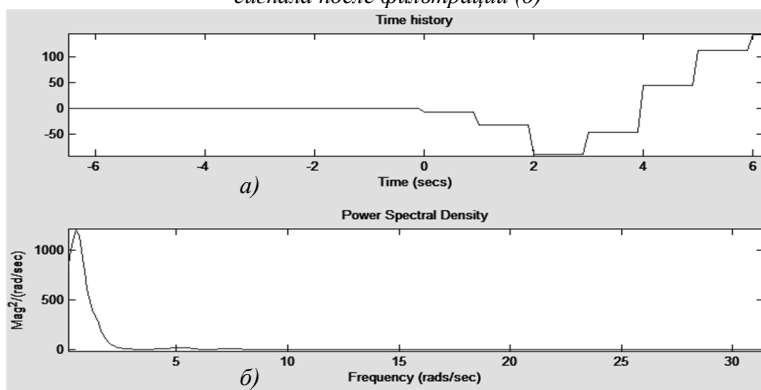 сигнала после фильтрации (б)
Time history
100
50
0
-50
-6 -4 -2 0 2 4 6
а) Time (secs)
Power Spectral Density
Mag²/(rad/sec)
1000
500
0
5 10 15 20 25 30
б) Frequency (rads/sec)